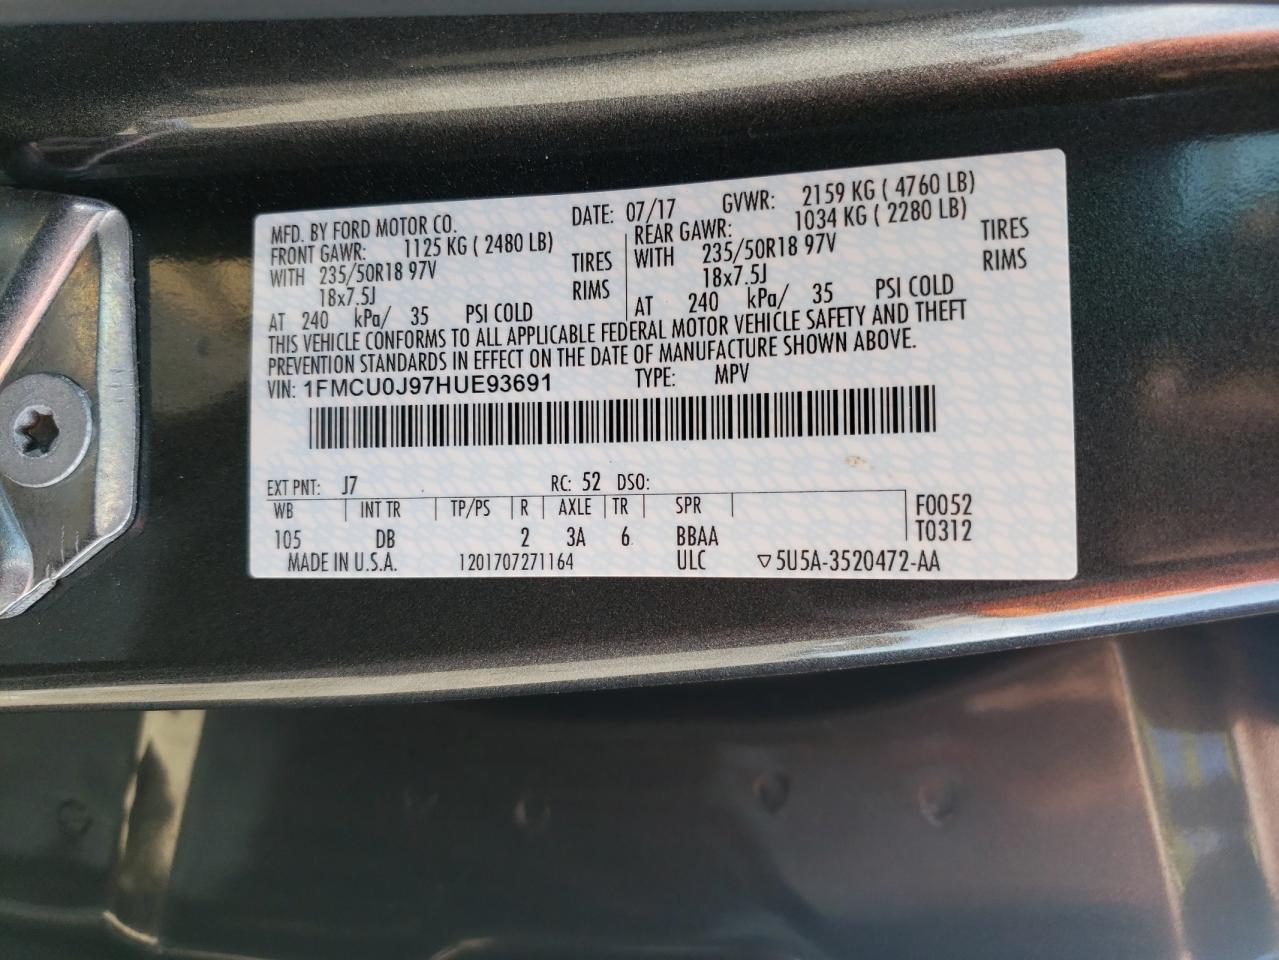 MFD. BY FORD MOTOR CO. DATE: 07/17 GVWR: 2159 KG ( 4760 LB)
FRONT GAWR: 1125 KG ( 2480 LB) REAR GAWR: 1034 KG ( 2280 LB)
WITH 235/50R18 97V TIRES WITH 235/50R18 97V TIRES
18x7.5J RIMS 18x7.5J RIMS
AT 240 kPa/ 35 PSI COLD AT 240 kPa/ 35 PSI COLD
THIS VEHICLE CONFORMS TO ALL APPLICABLE FEDERAL MOTOR VEHICLE SAFETY AND THEFT
PREVENTION STANDARDS IN EFFECT ON THE DATE OF MANUFACTURE SHOWN ABOVE.
VIN: 1FMCU0J97HUE93691 TYPE: MPV
EXT PNT: J7 RC: 52 DSO:
WB INT TR TP/PS R AXLE TR SPR F0052
105 DB 2 3A 6 BBAA T0312
MADE IN U.S.A. 1201707271164 ULC ▽5U5A-3520472-AA